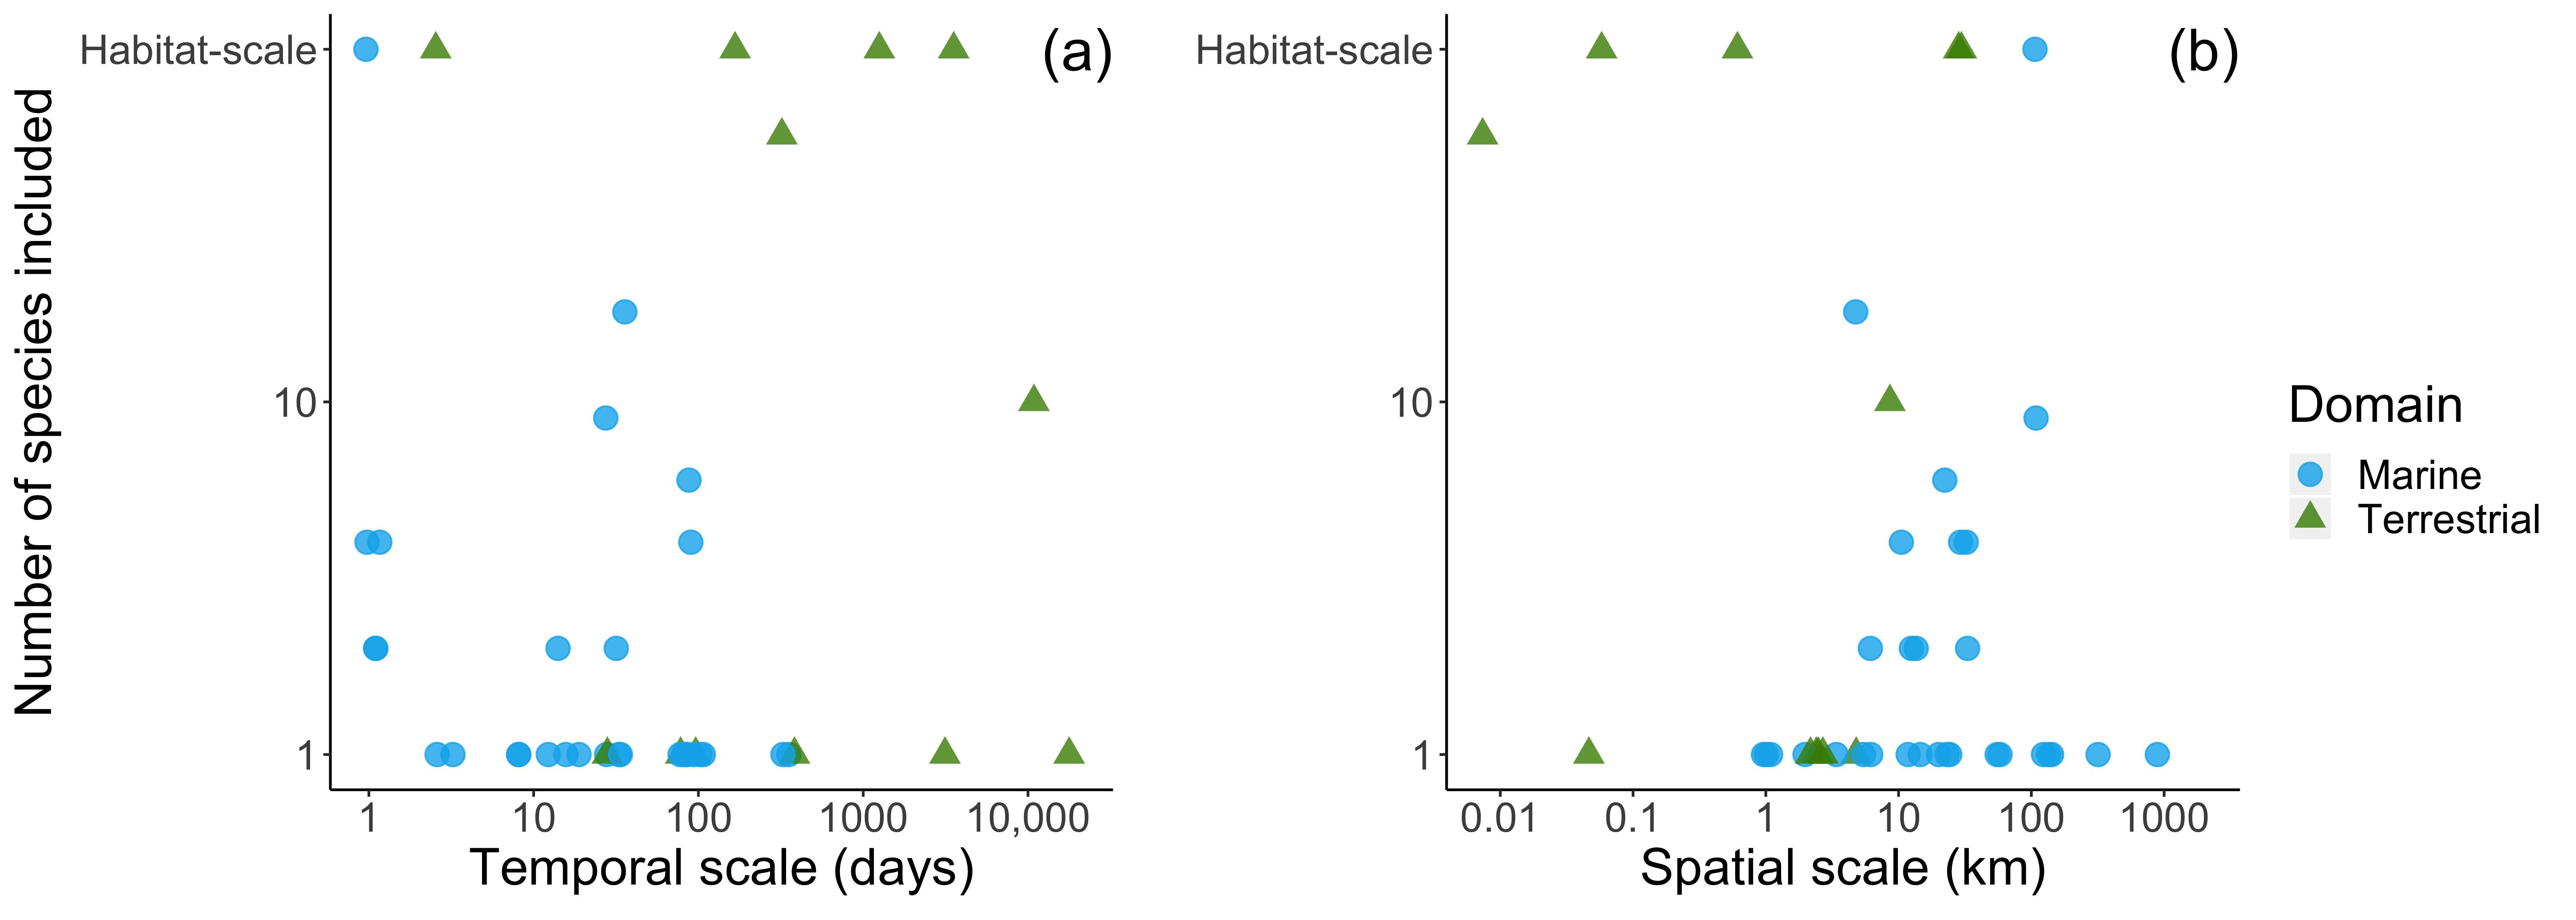 Number of species included
Habitat-scale
10
1
(a)
1 10 100 1000 10,000
Temporal scale (days)
Habitat-scale
10
1
(b)
0.01 0.1 1 10 100 1000
Spatial scale (km)
Domain
Marine
Terrestrial